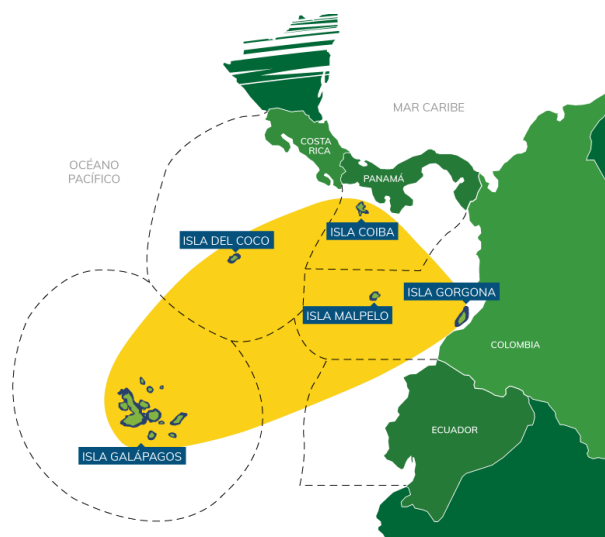 MAR CARIBE
COSTA
RICA
OCÉANO
PACÍFICO
PANAMÁ
ISLA COIBA
ISLA DEL COCO
ISLA GORGONA
ISLA MALPELO
COLOMBIA
ECUADOR
ISLA GALÁPAGOS